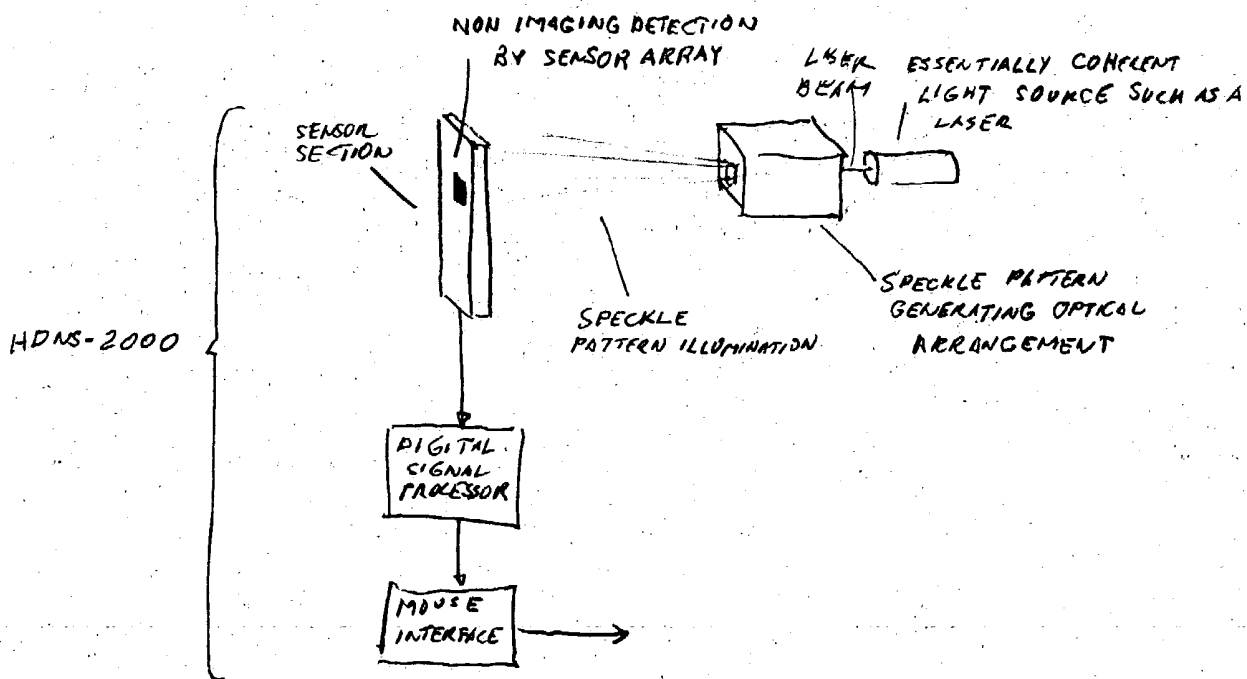 NON IMAGING DETECTION
BY SENSOR ARRAY
LASER
BEAM
ESSENTIALLY COHERENT
LIGHT SOURCE SUCH AS A
LASER
SENSOR
SECTION
SPECKLE PATTERN
GENERATING OPTICAL
ARRANGEMENT
SPECKLE
PATTERN ILLUMINATION
HDNS-2000
DIGITAL
SIGNAL
PROCESSOR
MOUSE
INTERFACE